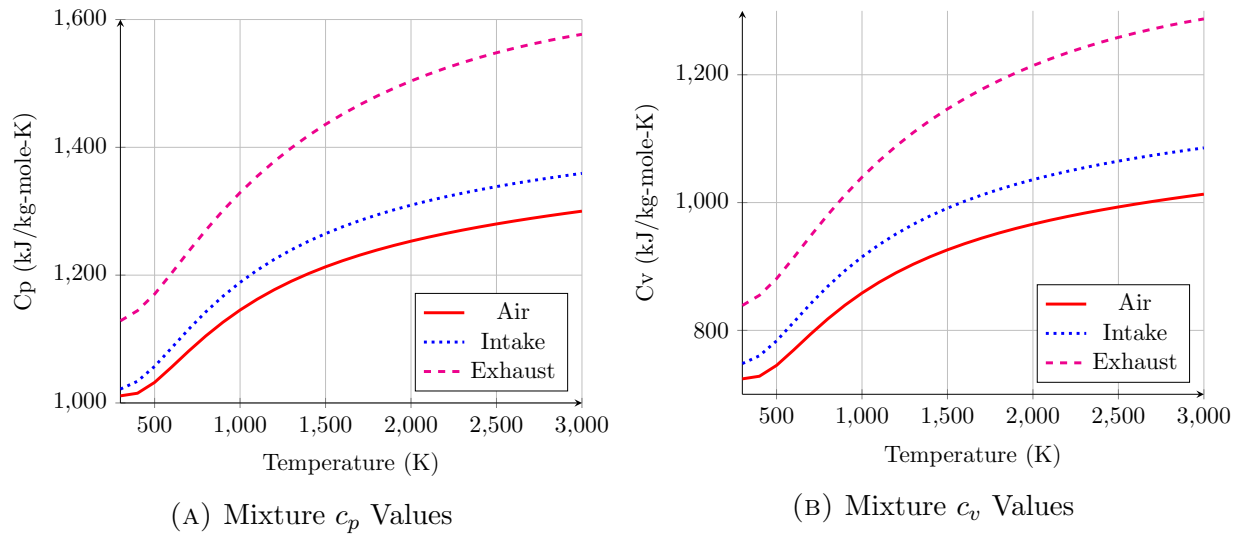 1,600
1,400
1,200
1,000
Cp (kJ/kg-mole-K)
500 1,000 1,500 2,000 2,500 3,000
Temperature (K)
Air
Intake
Exhaust
(A) Mixture c_p Values
1,200
1,000
800
Cv (kJ/kg-mole-K)
500 1,000 1,500 2,000 2,500 3,000
Temperature (K)
Air
Intake
Exhaust
(B) Mixture c_v Values